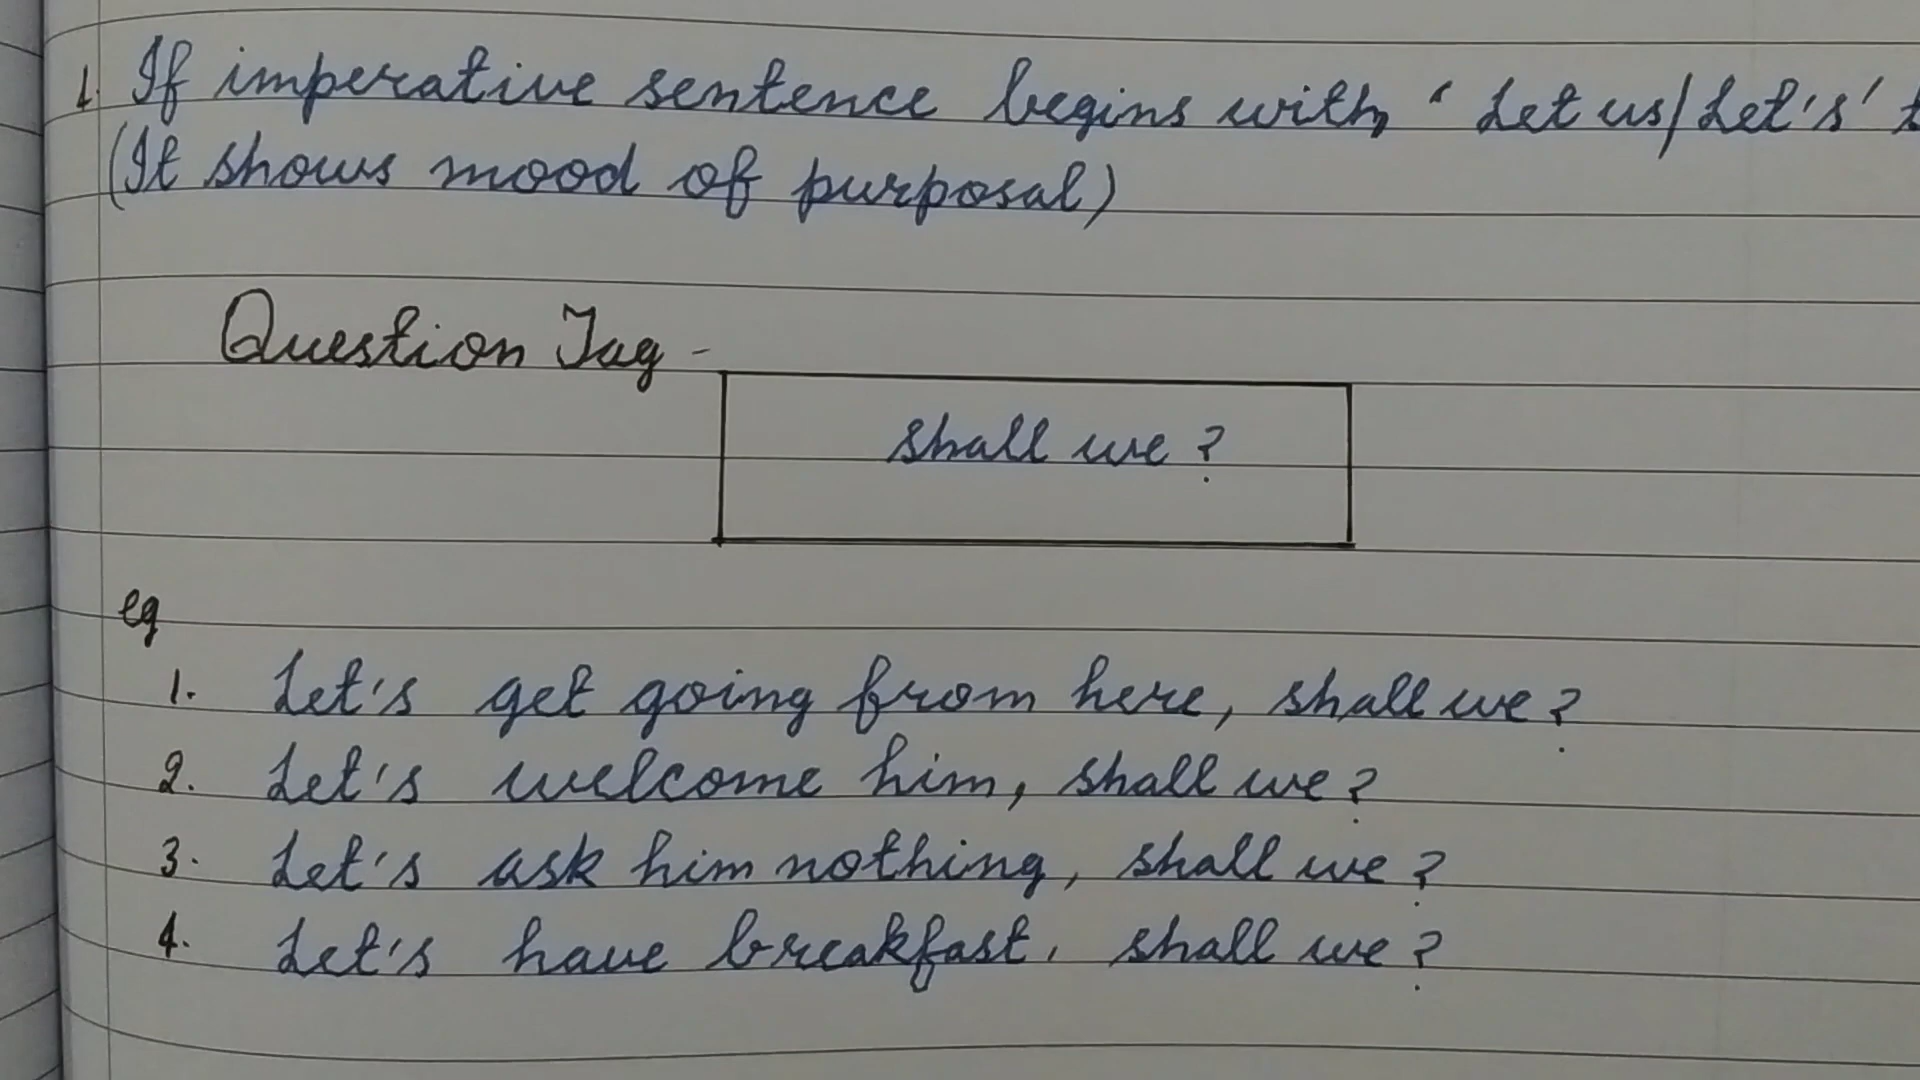 1. If imperative sentence begins with 'Let us/Let's'
(It shows mood of purposal)
Question Tag -
shall we?
eg
1. Let's get going from here, shall we?
2. Let's welcome him, shall we?
3. Let's ask him nothing, shall we?
4. Let's have breakfast, shall we?